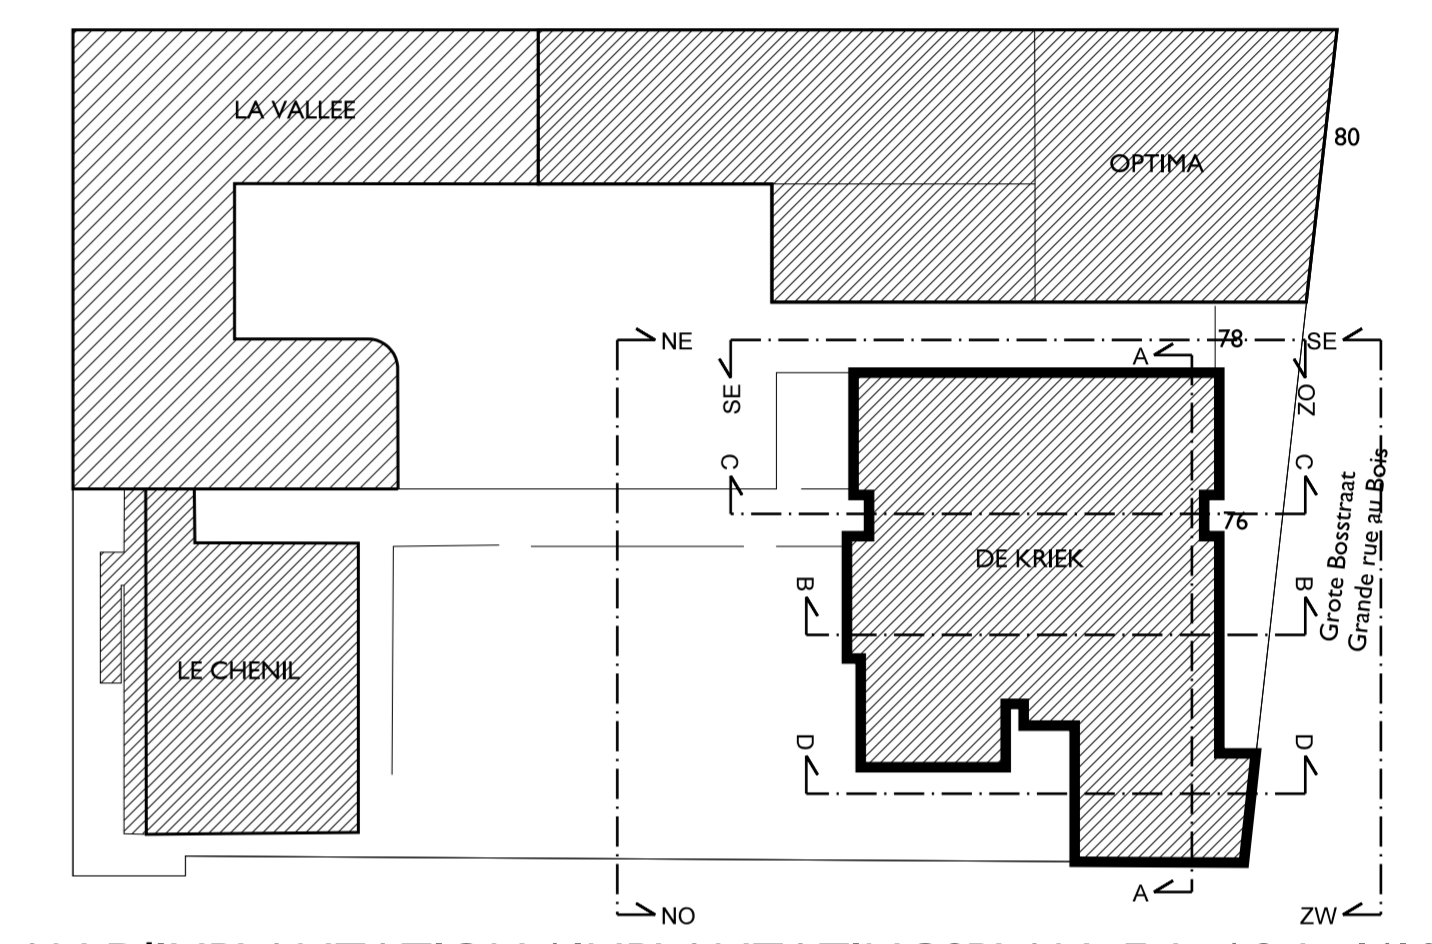 LA VALLEE
80
OPTIMA
NE
A
78
SE
SE
ZO
C
C
76
DE KRIEK
Grote Bosstraat
Grande rue au Bois
B
B
LE CHENIL
D
D
A
NO
ZW